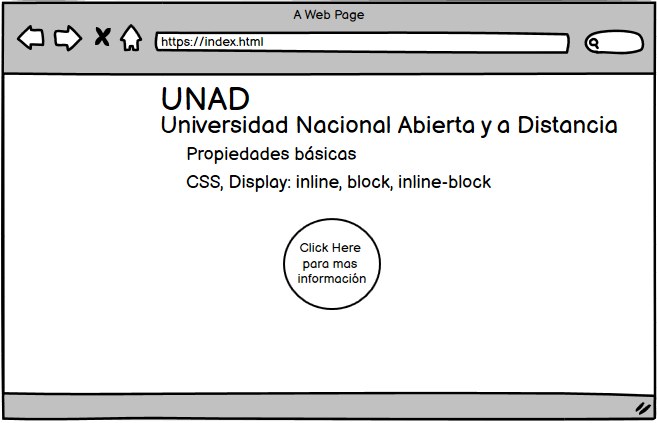 A Web Page
https://index.html
UNAD
Universidad Nacional Abierta y a Distancia
Propiedades básicas
CSS, Display: inline, block, inline-block
Click Here
para mas
información